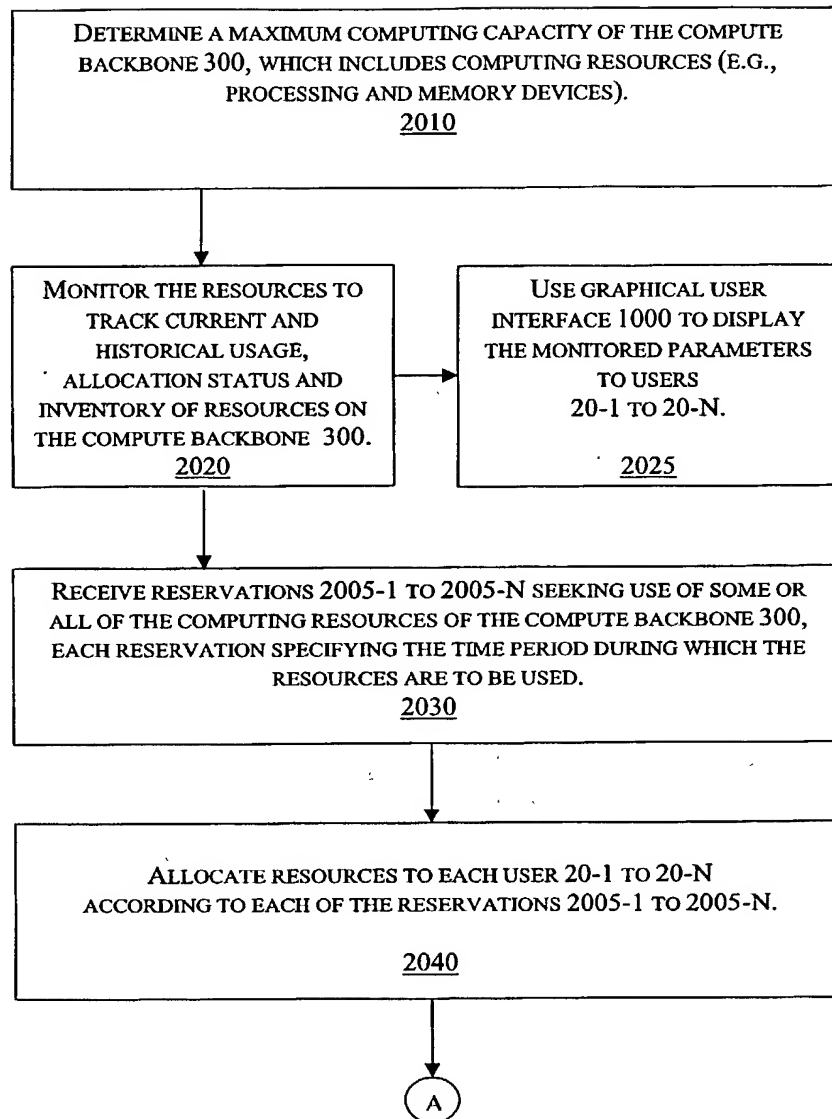 DETERMINE A MAXIMUM COMPUTING CAPACITY OF THE COMPUTE
BACKBONE 300, WHICH INCLUDES COMPUTING RESOURCES (E.G.,
PROCESSING AND MEMORY DEVICES).
2010
MONITOR THE RESOURCES TO
TRACK CURRENT AND
HISTORICAL USAGE,
ALLOCATION STATUS AND
INVENTORY OF RESOURCES ON
THE COMPUTE BACKBONE 300.
2020
USE GRAPHICAL USER
INTERFACE 1000 TO DISPLAY
THE MONITORED PARAMETERS
TO USERS
20-1 TO 20-N.
2025
RECEIVE RESERVATIONS 2005-1 TO 2005-N SEEKING USE OF SOME OR
ALL OF THE COMPUTING RESOURCES OF THE COMPUTE BACKBONE 300,
EACH RESERVATION SPECIFYING THE TIME PERIOD DURING WHICH THE
RESOURCES ARE TO BE USED.
2030
ALLOCATE RESOURCES TO EACH USER 20-1 TO 20-N
ACCORDING TO EACH OF THE RESERVATIONS 2005-1 TO 2005-N.
2040
A